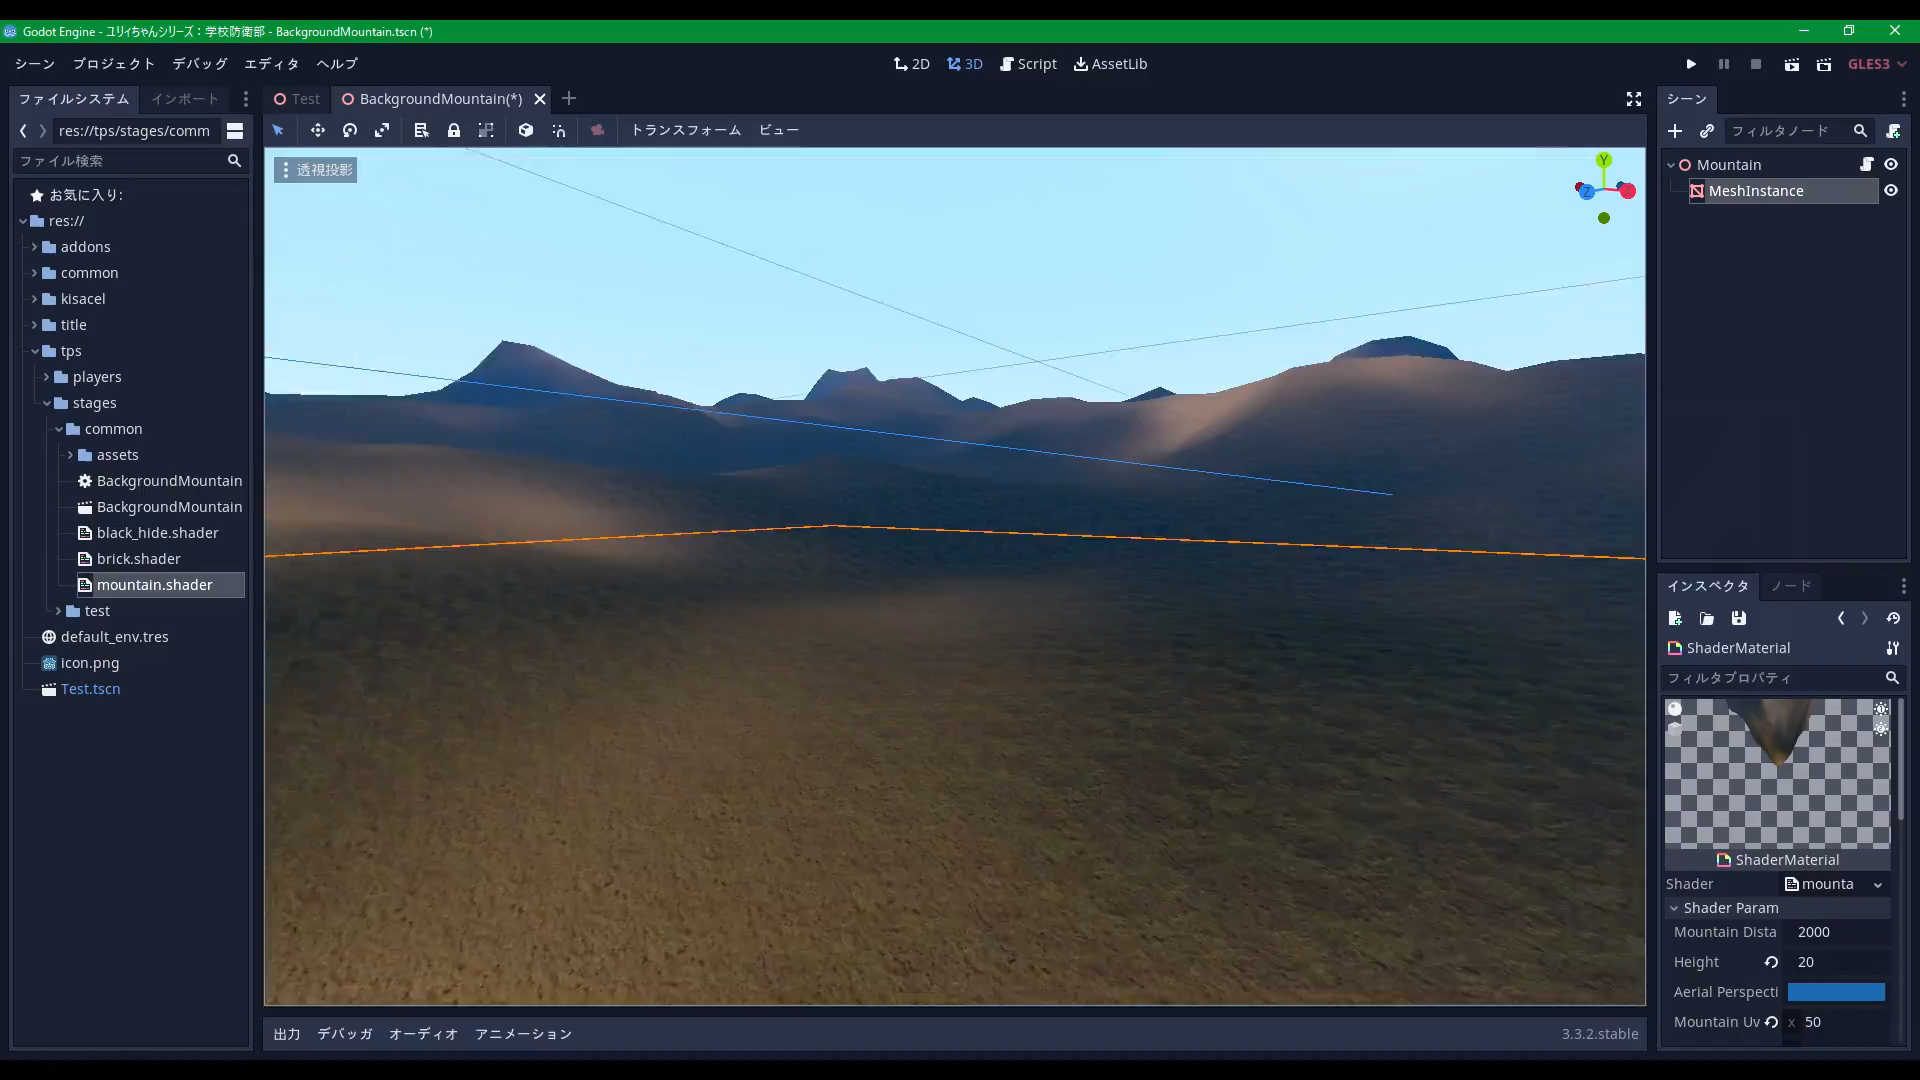 Godot Engine - ユリィちゃんシリーズ：学校防衛部 - BackgroundMountain.tscn (*)
シーン プロジェクト デバッグ エディタ ヘルプ
2D 3D Script AssetLib
GLES3
ファイルシステム インポート
res://tps/stages/comm
ファイル検索
お気に入り:
res://
addons
common
kisacel
title
tps
players
stages
common
assets
BackgroundMountain
BackgroundMountain
black_hide.shader
brick.shader
mountain.shader
test
default_env.tres
icon.png
Test.tscn
Test BackgroundMountain(*)
トランスフォーム ビュー
透視投影
Y
Z
X
出力 デバッガ オーディオ アニメーション
3.3.2.stable
シーン
フィルタノード
Mountain
MeshInstance
インスペクタ ノード
ShaderMaterial
フィルタプロパティ
ShaderMaterial
Shader mounta
Shader Param
Mountain Dista 2000
Height 20
Aerial Perspecti
Mountain Uv x 50